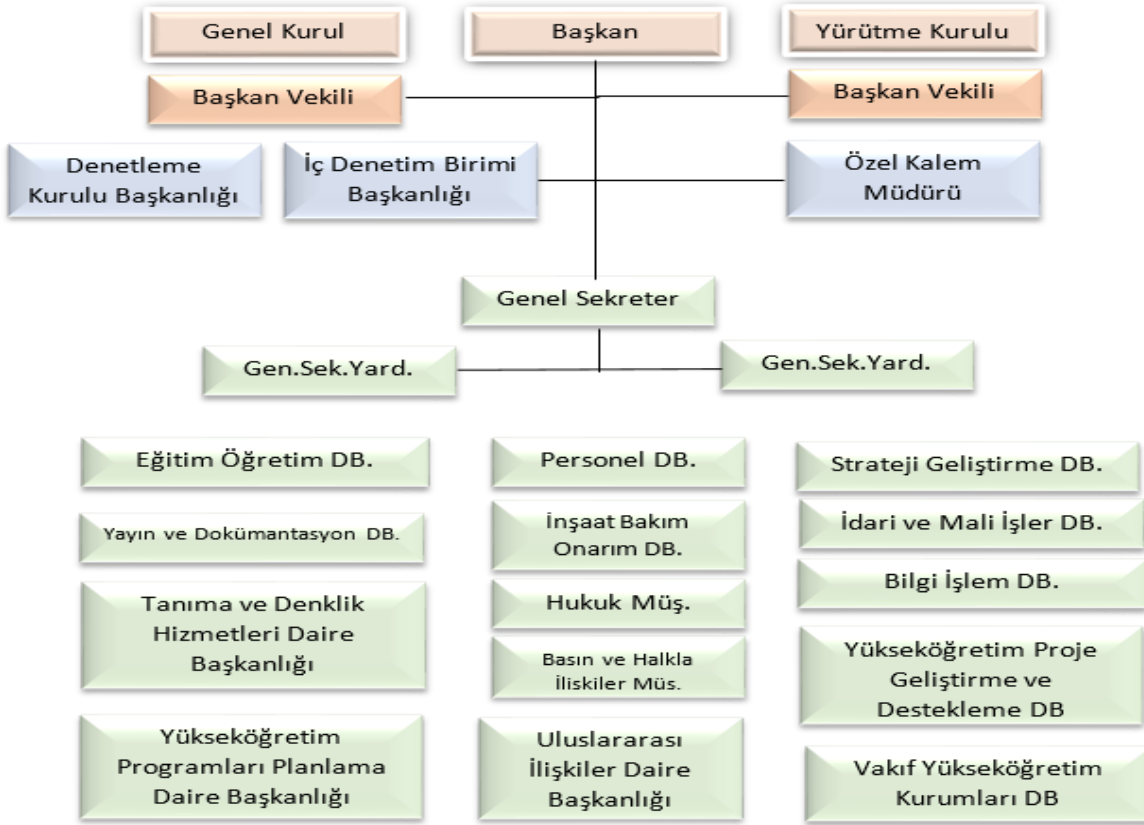 Genel Kurul
Başkan
Yürütme Kurulu
Başkan Vekili
Başkan Vekili
Denetleme
Kurulu Başkanlığı
İç Denetim Birimi
Başkanlığı
Özel Kalem
Müdürü
Genel Sekreter
Gen.Sek.Yard.
Gen.Sek.Yard.
Eğitim Öğretim DB.
Personel DB.
Strateji Geliştirme DB.
Yayın ve Dokümantasyon DB.
İnşaat Bakım
Onarım DB.
İdari ve Mali İşler DB.
Tanıma ve Denklik
Hizmetleri Daire
Başkanlığı
Hukuk Müş.
Bilgi İşlem DB.
Basın ve Halkla
İliskiler Müs.
Yükseköğretim Proje
Geliştirme ve
Destekleme DB
Yükseköğretim
Programları Planlama
Daire Başkanlığı
Uluslararası
İlişkiler Daire
Başkanlığı
Vakıf Yükseköğretim
Kurumları DB